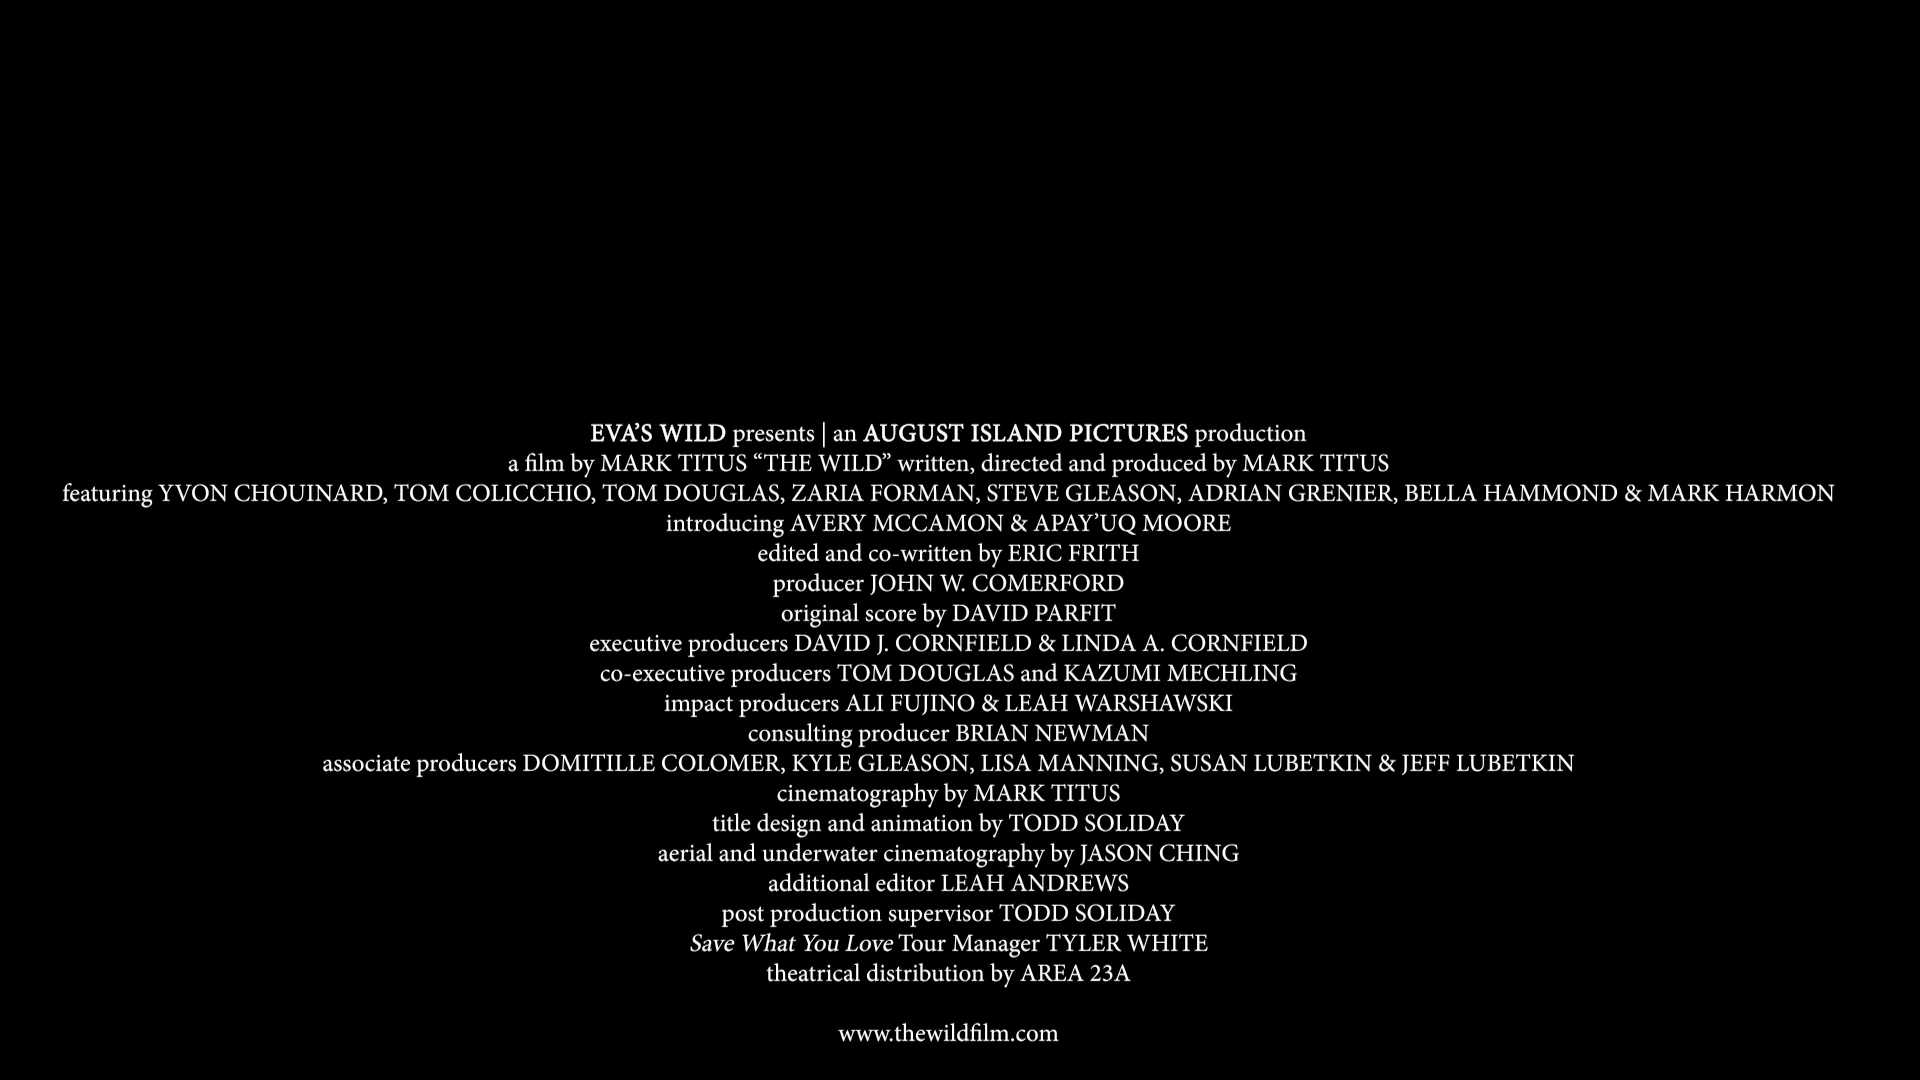 EVA’S WILD presents | an AUGUST ISLAND PICTURES production
a film by MARK TITUS “THE WILD” written, directed and produced by MARK TITUS
featuring YVON CHOUINARD, TOM COLICCHIO, TOM DOUGLAS, ZARIA FORMAN, STEVE GLEASON, ADRIAN GRENIER, BELLA HAMMOND & MARK HARMON
introducing AVERY MCCAMON & APAY’UQ MOORE
edited and co-written by ERIC FRITH
producer JOHN W. COMERFORD
original score by DAVID PARFIT
executive producers DAVID J. CORNFIELD & LINDA A. CORNFIELD
co-executive producers TOM DOUGLAS and KAZUMI MECHLING
impact producers ALI FUJINO & LEAH WARSHAWSKI
consulting producer BRIAN NEWMAN
associate producers DOMITILLE COLOMER, KYLE GLEASON, LISA MANNING, SUSAN LUBETKIN & JEFF LUBETKIN
cinematography by MARK TITUS
title design and animation by TODD SOLIDAY
aerial and underwater cinematography by JASON CHING
additional editor LEAH ANDREWS
post production supervisor TODD SOLIDAY
Save What You Love Tour Manager TYLER WHITE
theatrical distribution by AREA 23A
www.thewildfilm.com